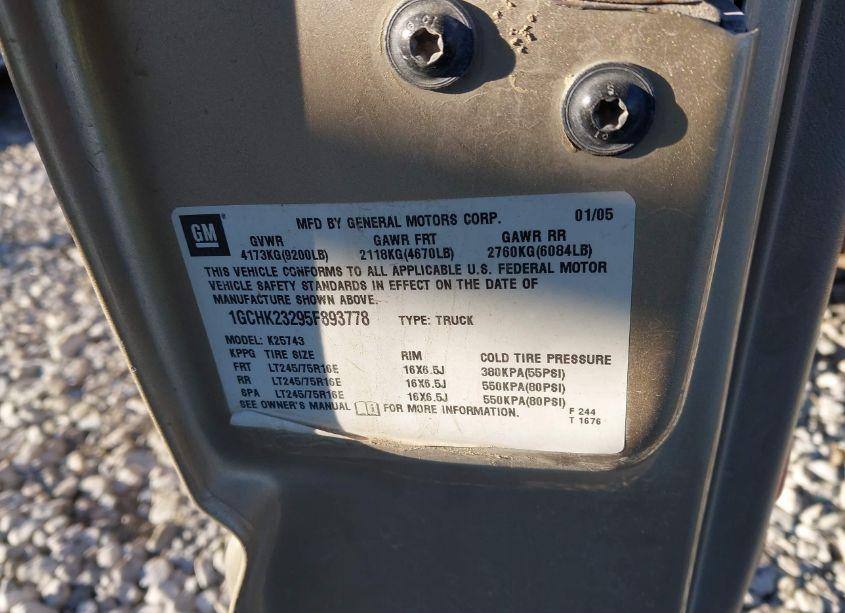 GM
MFD BY GENERAL MOTORS CORP. 01/05
GVWR GAWR FRT GAWR RR
4173KG(9200LB) 2118KG(4670LB) 2760KG(6084LB)
THIS VEHICLE CONFORMS TO ALL APPLICABLE U.S. FEDERAL MOTOR
VEHICLE SAFETY STANDARDS IN EFFECT ON THE DATE OF
MANUFACTURE SHOWN ABOVE.
1GCHK23295F893778 TYPE: TRUCK
MODEL: K25743
KPPG TIRE SIZE RIM COLD TIRE PRESSURE
FRT LT245/75R16E 16X6.5J 380KPA(55PSI)
RR LT245/75R16E 16X6.5J 550KPA(80PSI)
SPA LT245/75R16E 16X6.5J 550KPA(80PSI)
SEE OWNER'S MANUAL FOR MORE INFORMATION.
F 244
T 1676